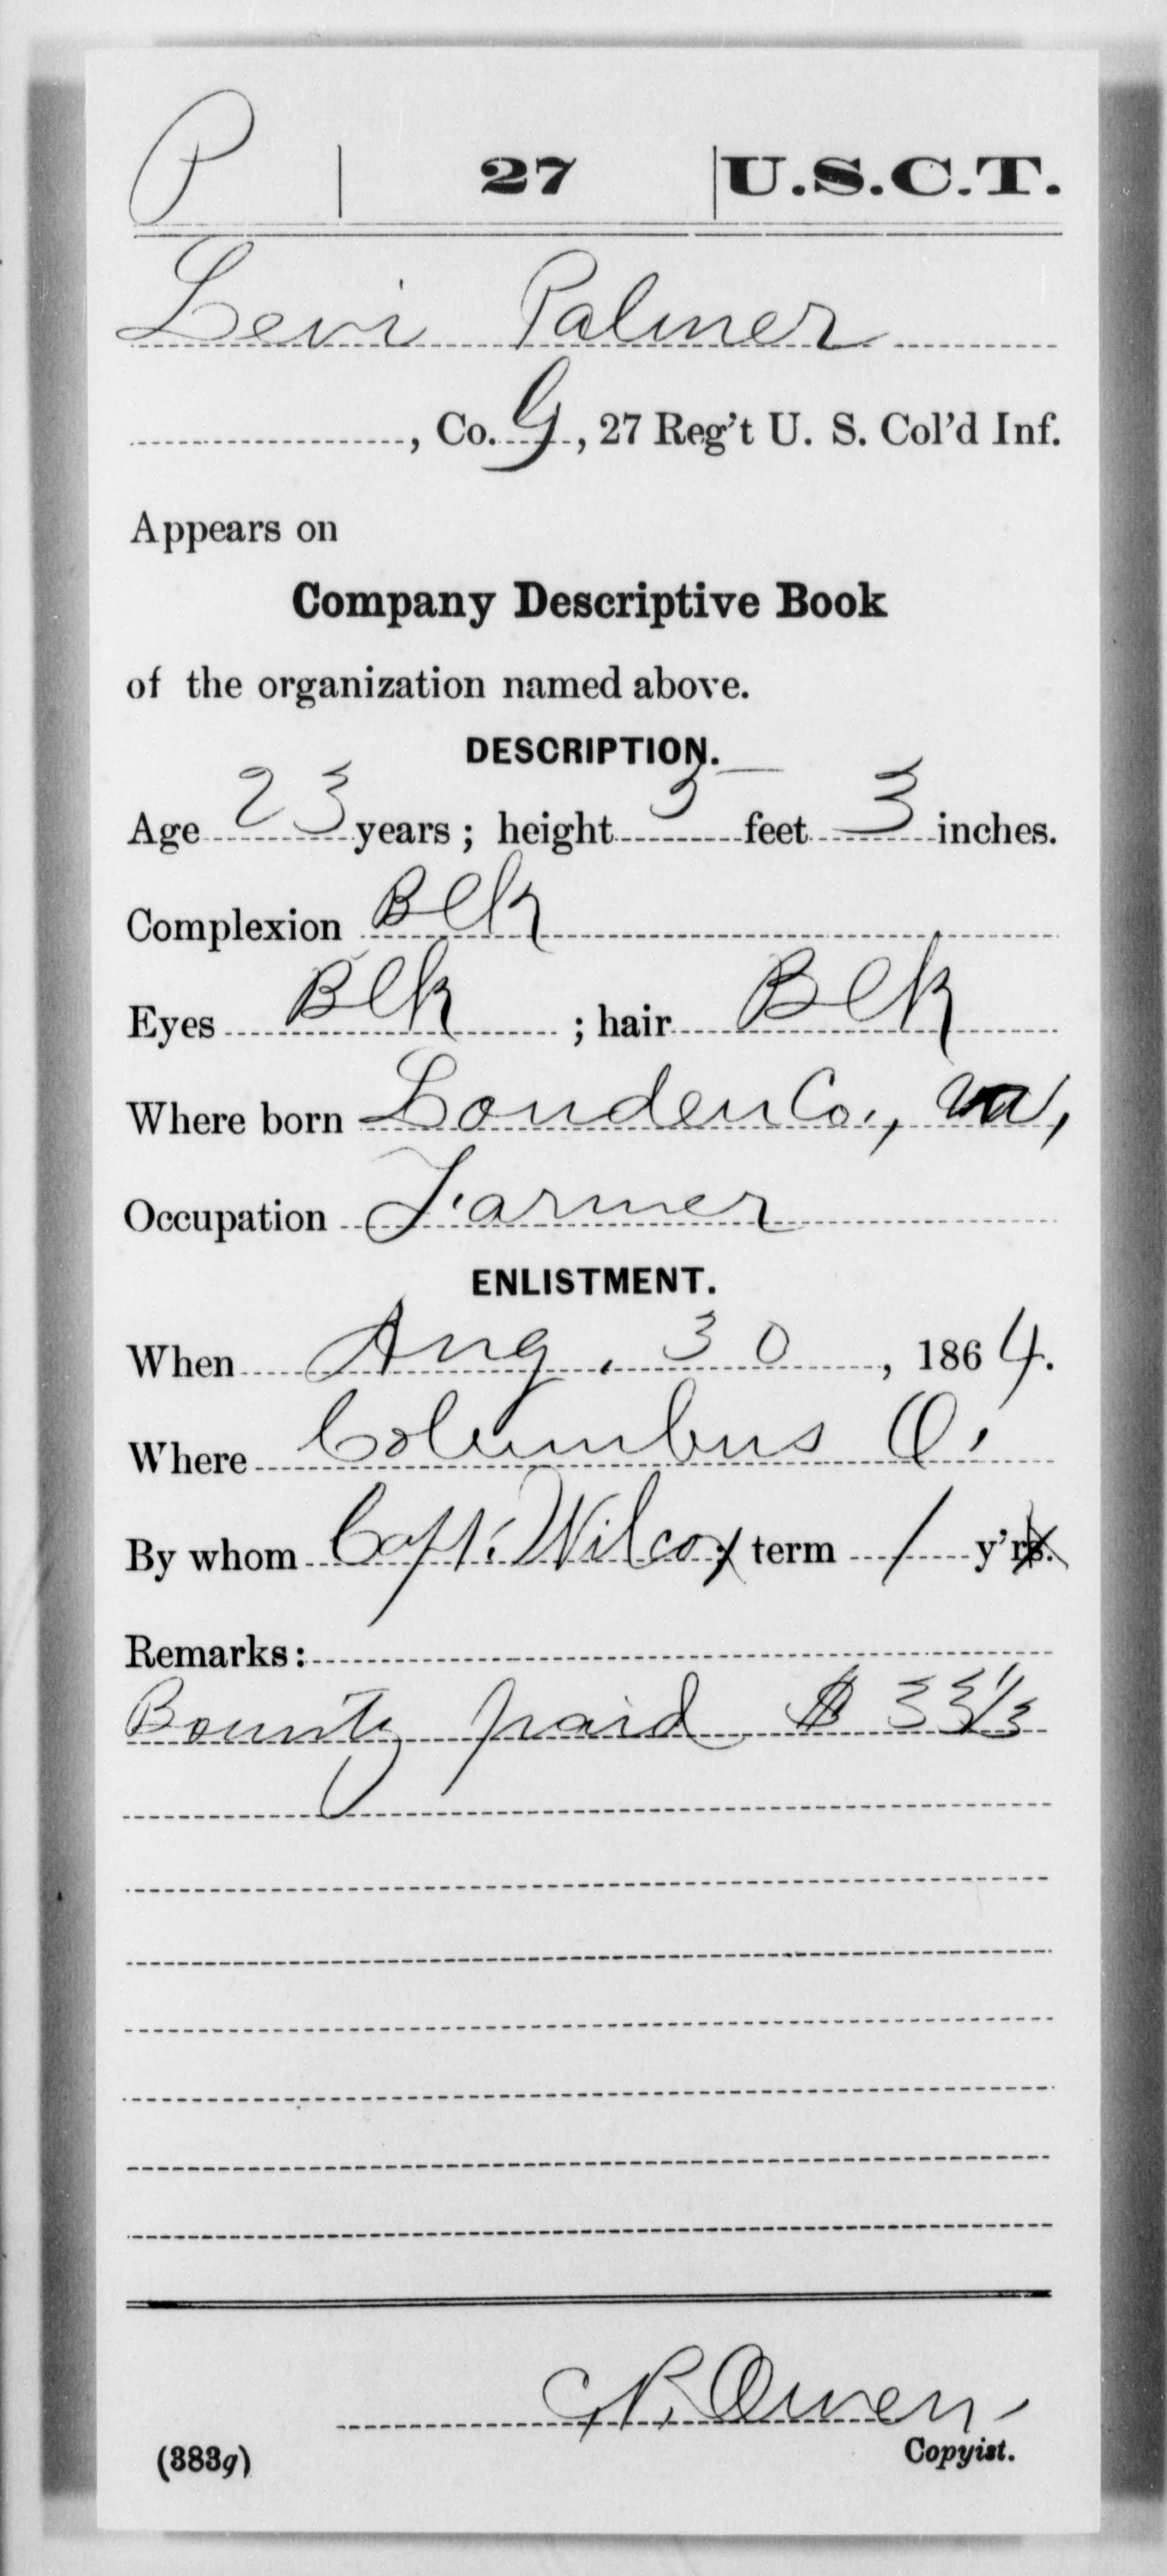 P | 27 | U.S.C.T.
Levi Palmer
, Co. G, 27 Reg't U. S. Col'd Inf.
Appears on
Company Descriptive Book
of the organization named above.
DESCRIPTION.
Age 23 years; height 5 feet 3 inches.
Complexion Blk
Eyes Blk ; hair Blk
Where born Louden Co., Va,
Occupation Farmer
ENLISTMENT.
When Aug. 30, 1864.
Where Columbus O.
By whom Capt. Wilcox term 1 y'r
Remarks:
Bounty paid $ 33 1/3
Owen
Copyist.
(383g)